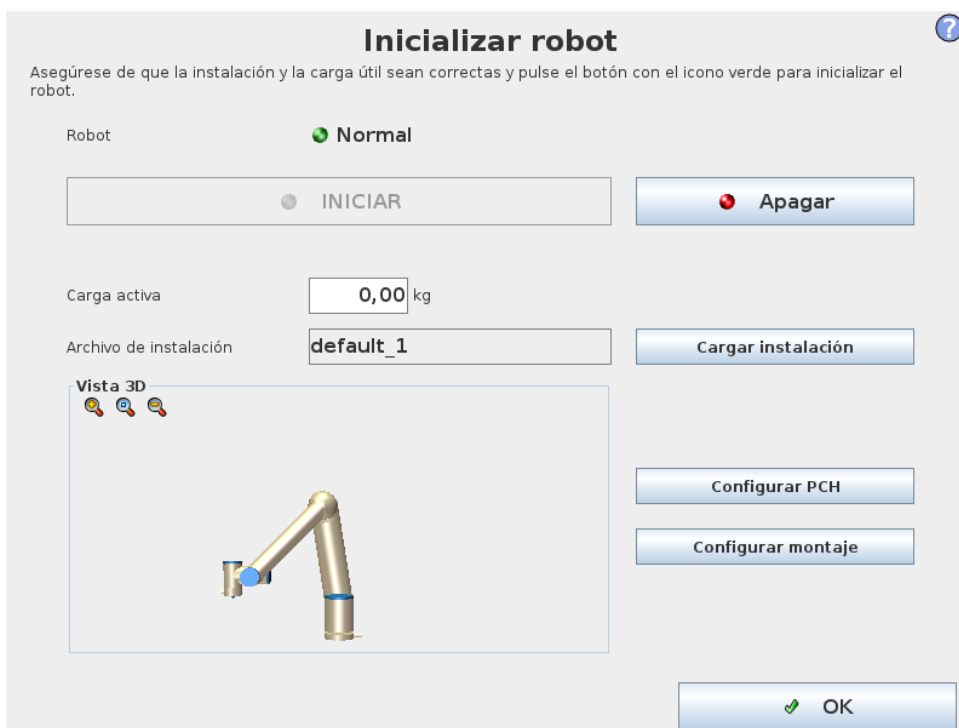 Inicializar robot
?
Asegúrese de que la instalación y la carga útil sean correctas y pulse el botón con el icono verde para inicializar el
robot.
Robot
Normal
INICIAR
Apagar
Carga activa
0,00 kg
Archivo de instalación
default_1
Cargar instalación
Vista 3D
Configurar PCH
Configurar montaje
OK